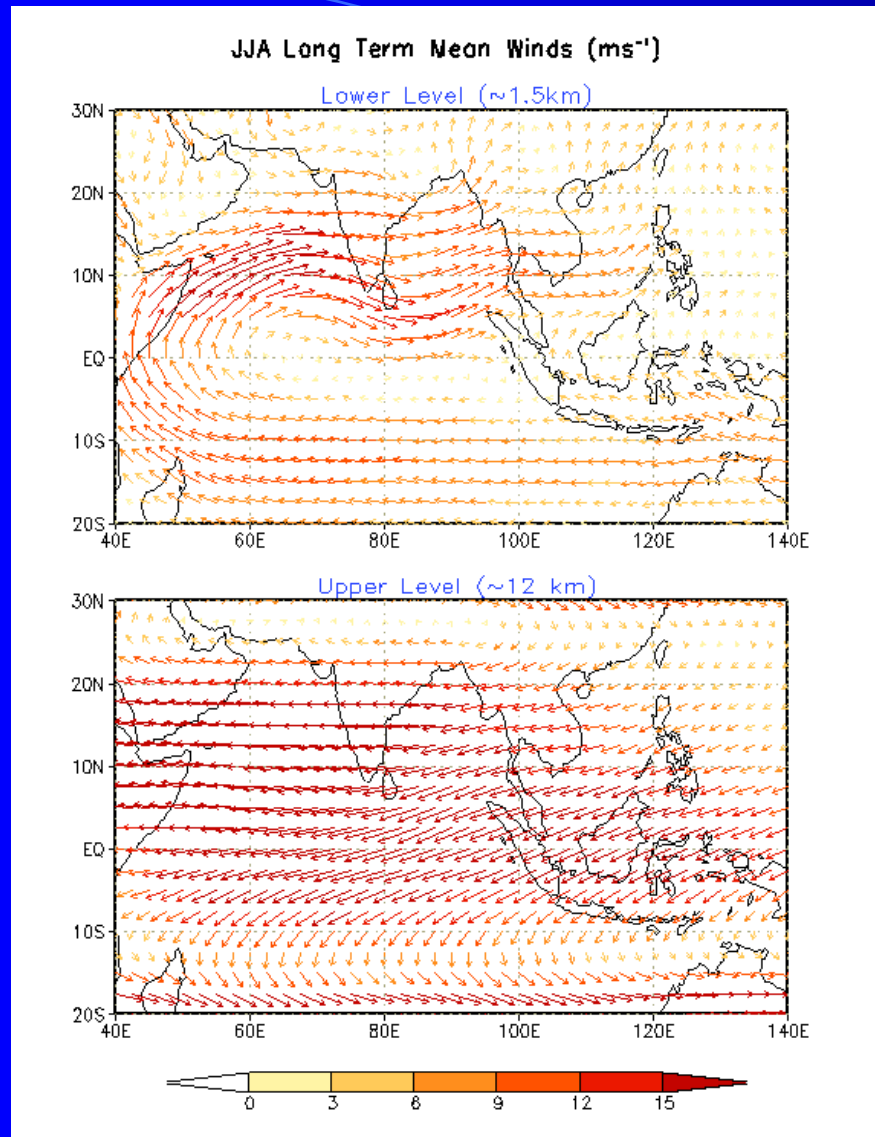 JJA Long Term Mean Winds (ms⁻¹)
Lower Level (~1.5km)
30N
20N
10N
EQ
10S
20S
40E 60E 80E 100E 120E 140E
Upper Level (~12 km)
30N
20N
10N
EQ
10S
20S
40E 60E 80E 100E 120E 140E
0 3 6 9 12 15